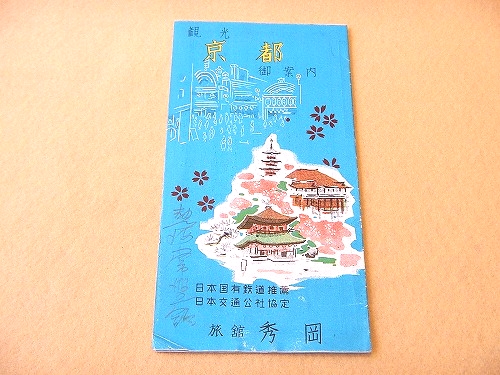 観光
京都
御案内
日本国有鉄道推薦
日本交通公社協定
旅舘 秀岡